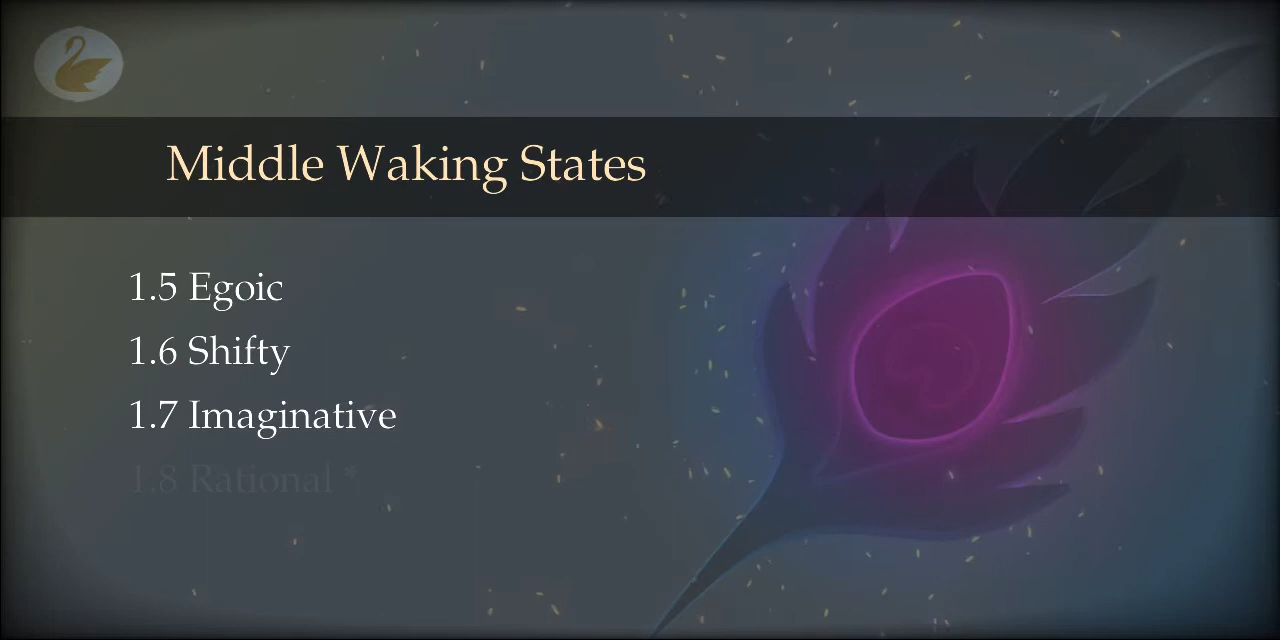 Middle Waking States
1.5 Egoic
1.6 Shifty
1.7 Imaginative
1.8 Rational *